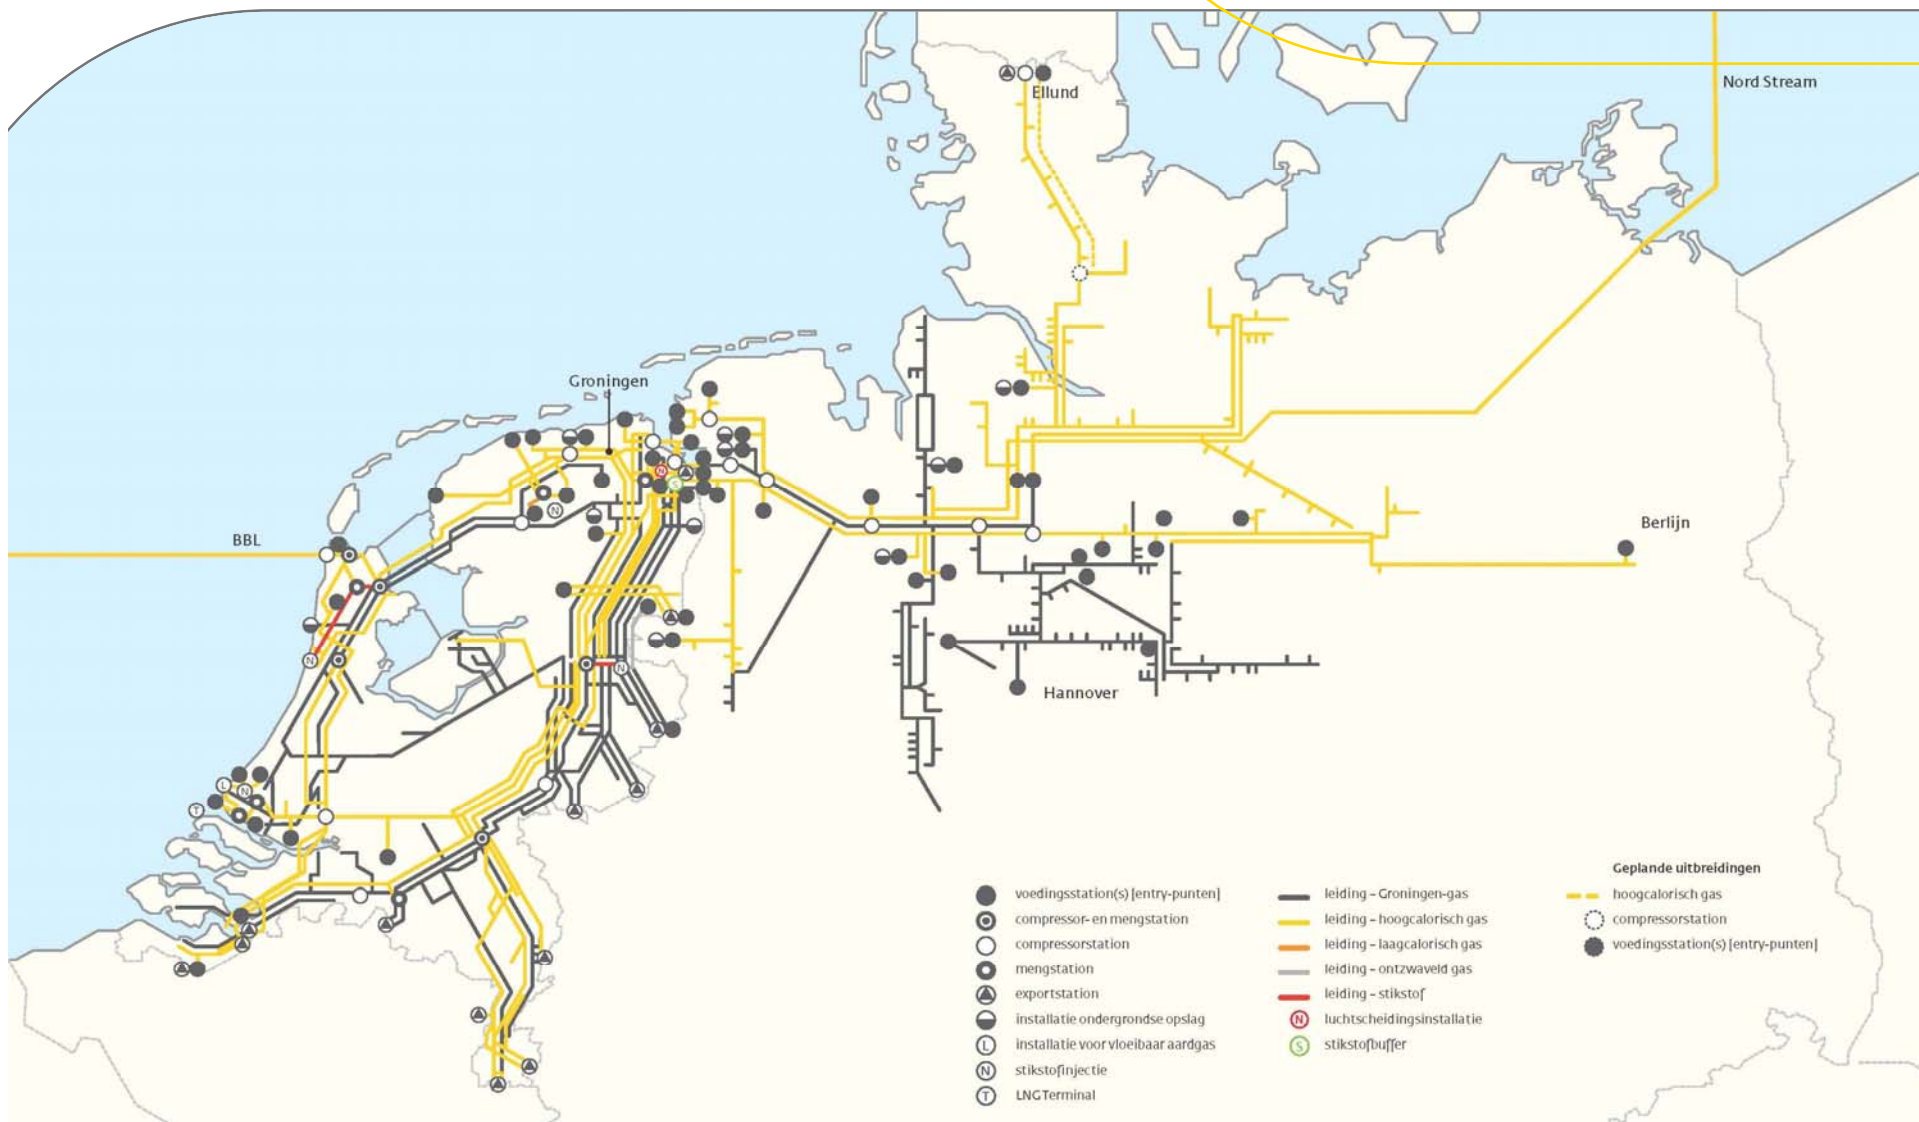 Ellund
Nord Stream
Groningen
BBL
Berlijn
Hannover
N
S
N
N
N
L
N
T
voedingsstation(s) [entry-punten]
compressor- en mengstation
compressorstation
mengstation
exportstation
installatie ondergrondse opslag
L installatie voor vloeibaar aardgas
N stikstofinjectie
T LNG Terminal
leiding – Groningen-gas
leiding – hoogcalorisch gas
leiding – laagcalorisch gas
leiding – ontzwaveld gas
leiding – stikstof
N luchtscheidingsinstallatie
S stikstofbuffer
Geplande uitbreidingen
hoogcalorisch gas
compressorstation
voedingsstation(s) [entry-punten]